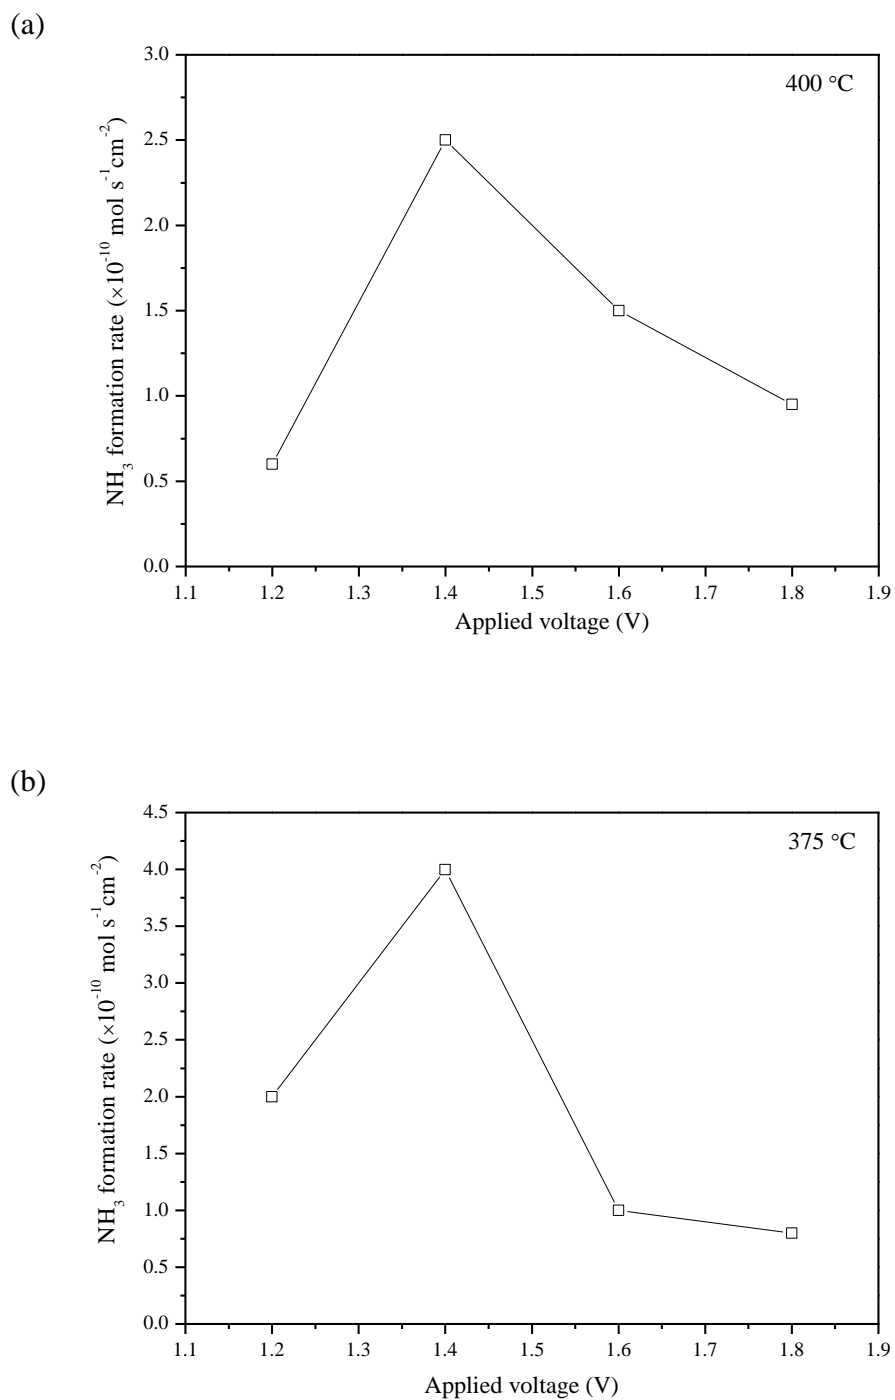 (a)
400 °C
3.0
2.5
2.0
1.5
1.0
0.5
0.0
NH₃ formation rate (×10⁻¹⁰ mol s⁻¹cm⁻²)
1.1 1.2 1.3 1.4 1.5 1.6 1.7 1.8 1.9
Applied voltage (V)
(b)
375 °C
4.5
4.0
3.5
3.0
2.5
2.0
1.5
1.0
0.5
0.0
NH₃ formation rate (×10⁻¹⁰ mol s⁻¹cm⁻²)
1.1 1.2 1.3 1.4 1.5 1.6 1.7 1.8 1.9
Applied voltage (V)